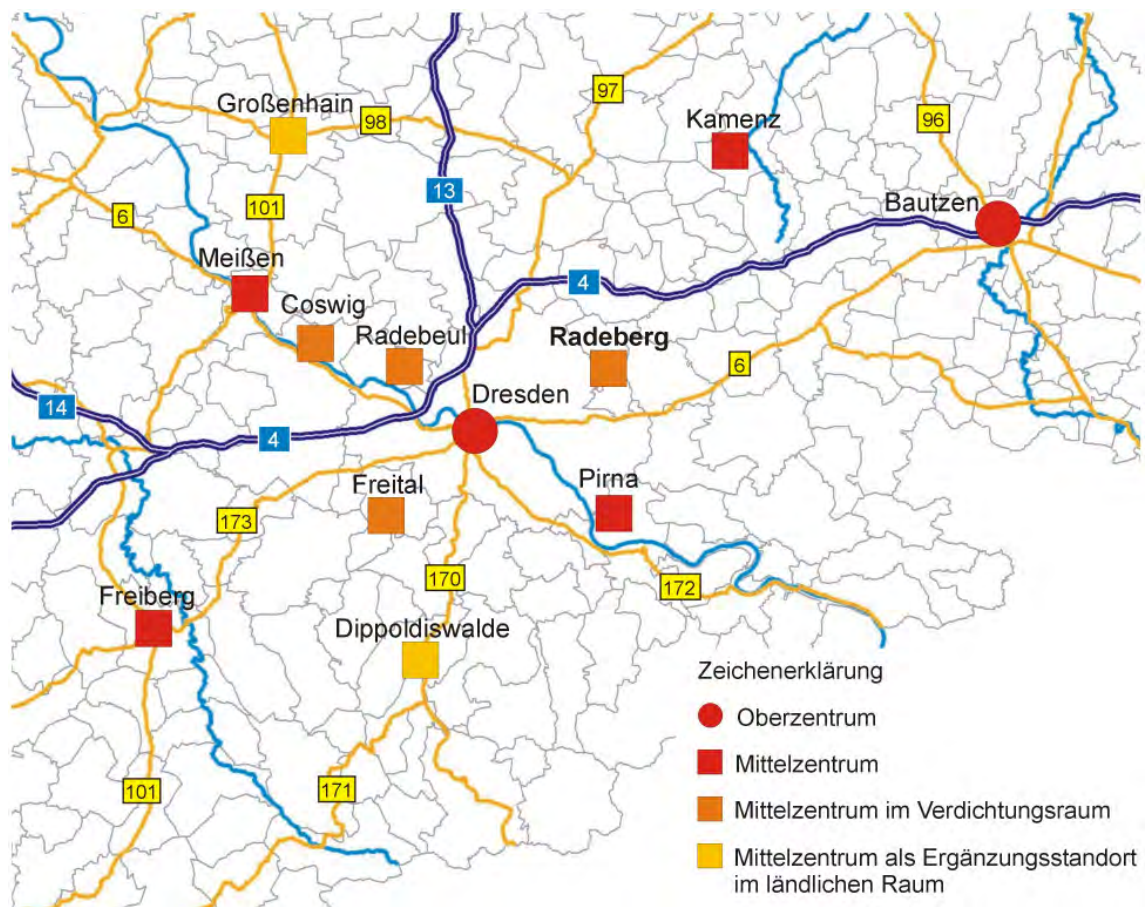 Großenhain
98
97
Kamenz
96
13
Bautzen
101
6
Meißen
4
Coswig
Radebeul
Radeberg
6
14
Dresden
4
Freital
Pirna
173
170
172
Freiberg
Dippoldiswalde
101
171
Zeichenerklärung
Oberzentrum
Mittelzentrum
Mittelzentrum im Verdichtungsraum
Mittelzentrum als Ergänzungsstandort
im ländlichen Raum